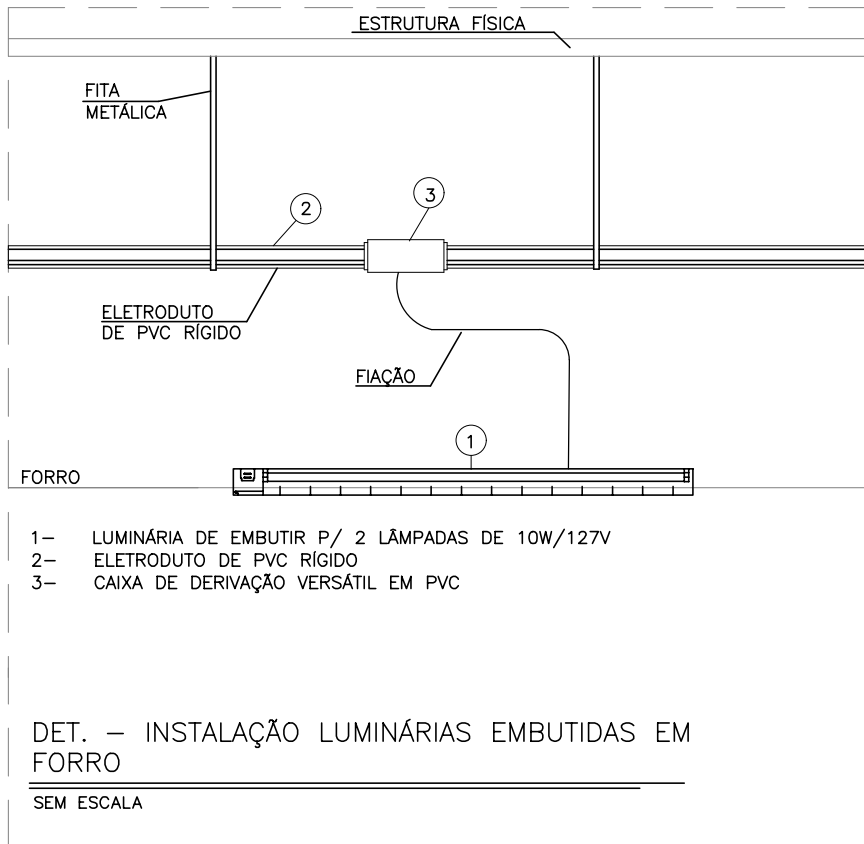 ESTRUTURA FÍSICA
FITA
METÁLICA
2
3
ELETRODUTO
DE PVC RÍGIDO
FIAÇÃO
1
FORRO
1– LUMINÁRIA DE EMBUTIR P/ 2 LÂMPADAS DE 10W/127V
2– ELETRODUTO DE PVC RÍGIDO
3– CAIXA DE DERIVAÇÃO VERSÁTIL EM PVC
DET. – INSTALAÇÃO LUMINÁRIAS EMBUTIDAS EM
FORRO
SEM ESCALA